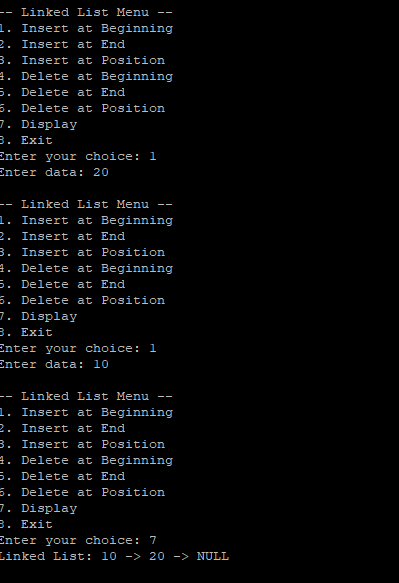 -- Linked List Menu --
1. Insert at Beginning
2. Insert at End
3. Insert at Position
4. Delete at Beginning
5. Delete at End
6. Delete at Position
7. Display
8. Exit
Enter your choice: 1
Enter data: 20
-- Linked List Menu --
1. Insert at Beginning
2. Insert at End
3. Insert at Position
4. Delete at Beginning
5. Delete at End
6. Delete at Position
7. Display
8. Exit
Enter your choice: 1
Enter data: 10
-- Linked List Menu --
1. Insert at Beginning
2. Insert at End
3. Insert at Position
4. Delete at Beginning
5. Delete at End
6. Delete at Position
7. Display
8. Exit
Enter your choice: 7
Linked List: 10 -> 20 -> NULL